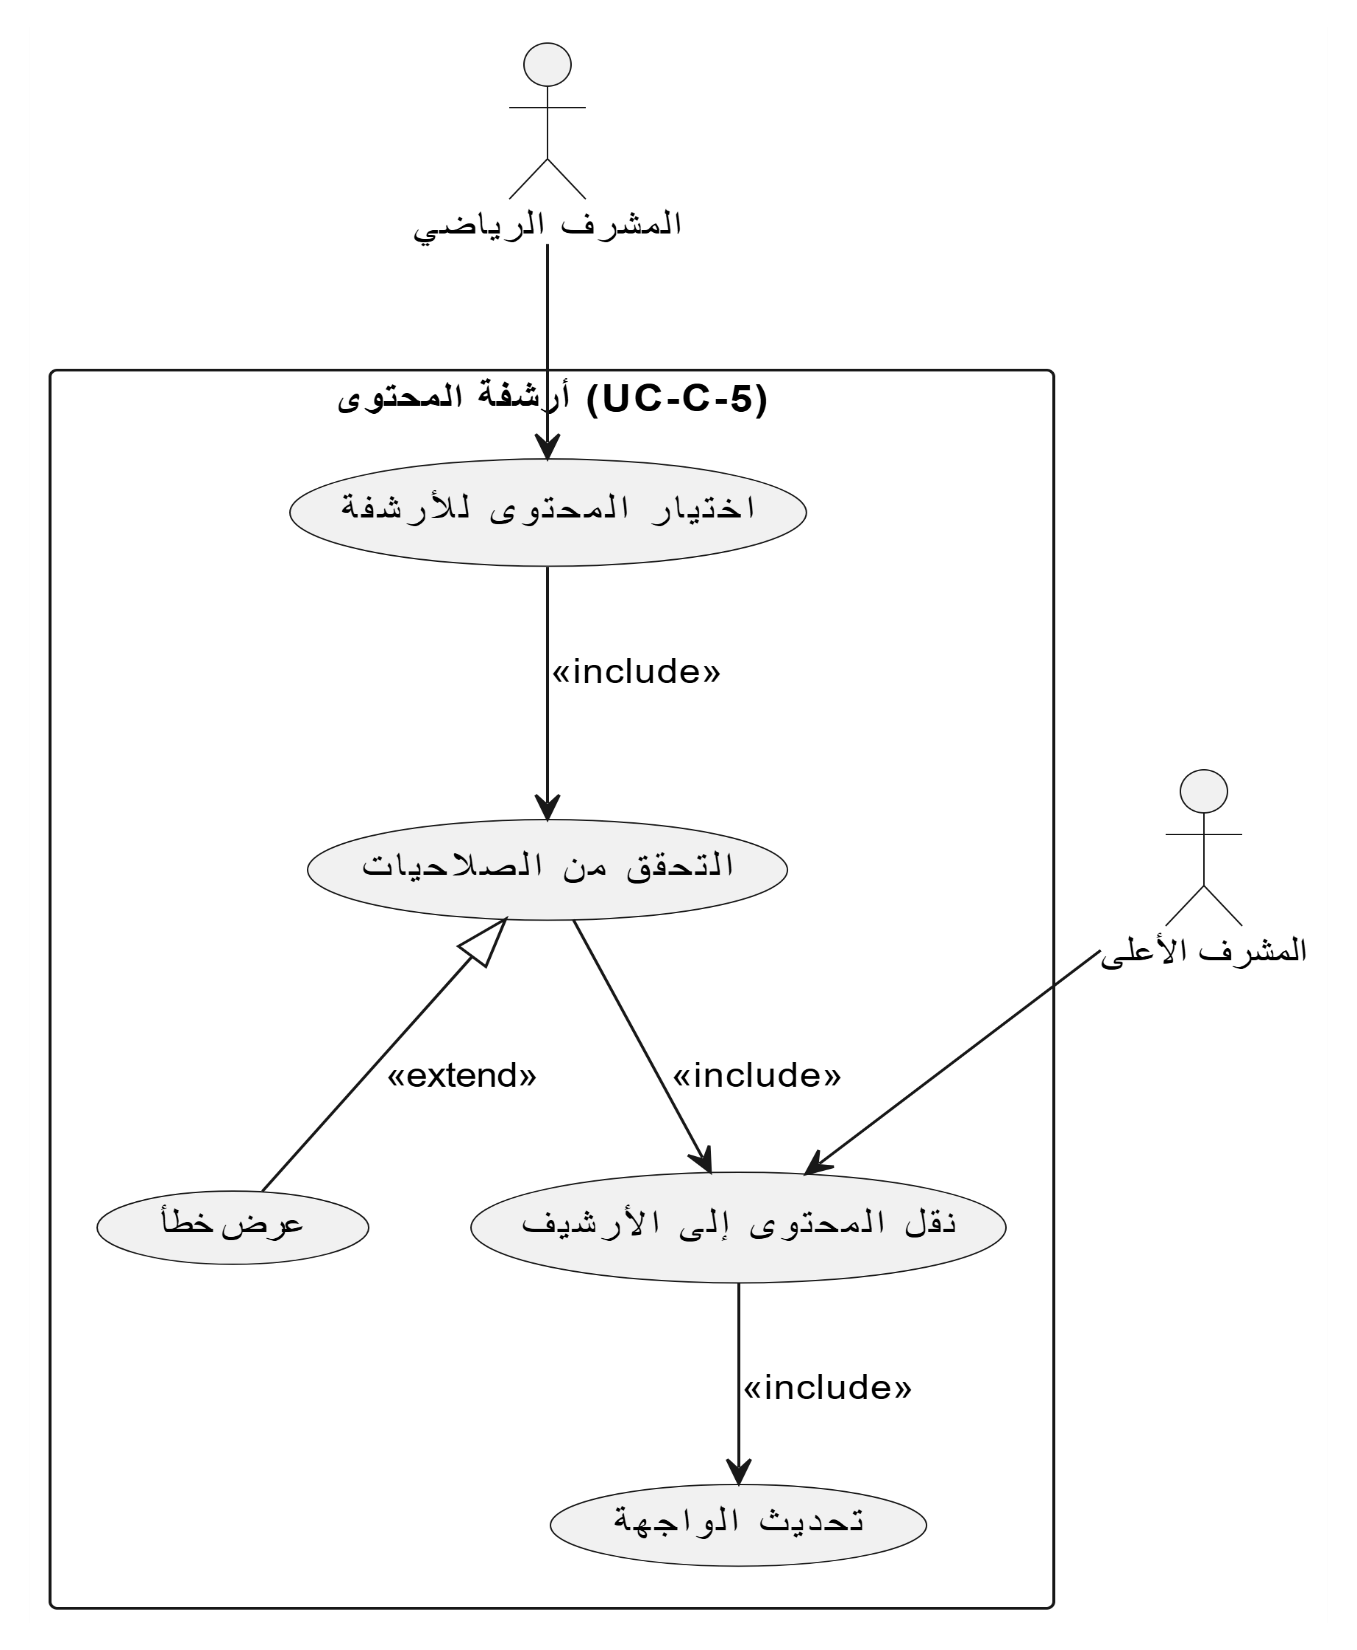 المشرف الرياضي
أرشفة المحتوى (UC-C-5)
اختيار المحتوى للأرشفة
«include»
التحقق من الصلاحيات
المشرف الأعلى
«extend»
«include»
عرض خطأ
نقل المحتوى إلى الأرشيف
«include»
تحديث الواجهة